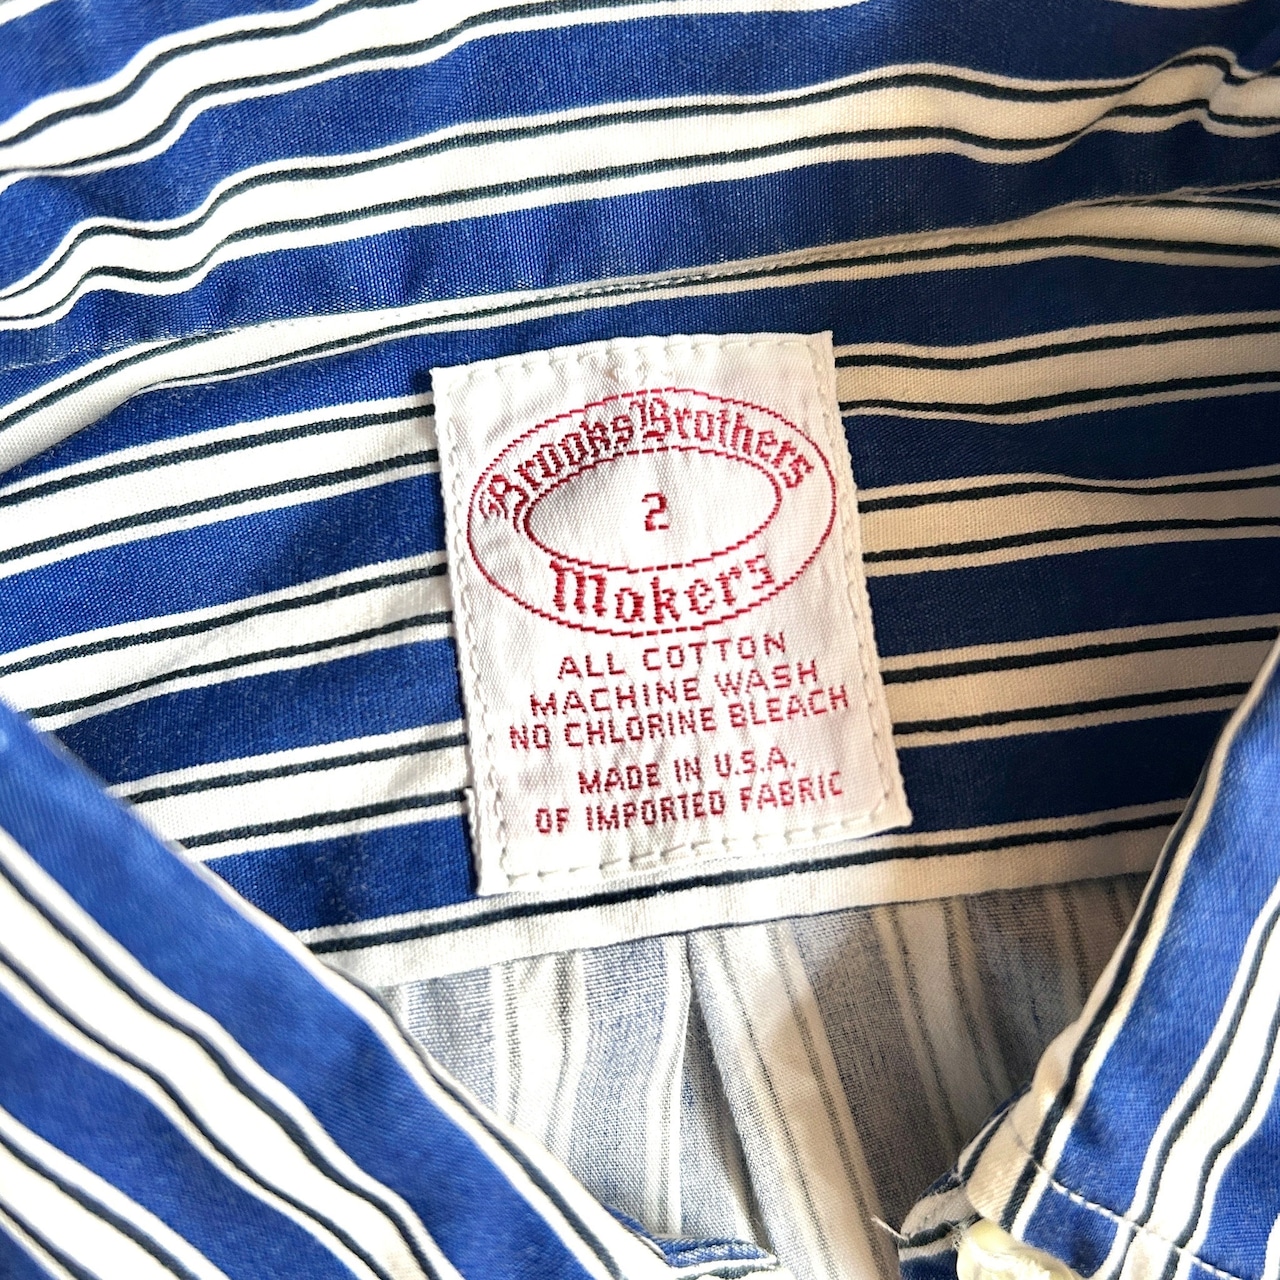 Brooks Brothers
2
Makers
ALL COTTON
MACHINE WASH
NO CHLORINE BLEACH
MADE IN U.S.A.
OF IMPORTED FABRIC